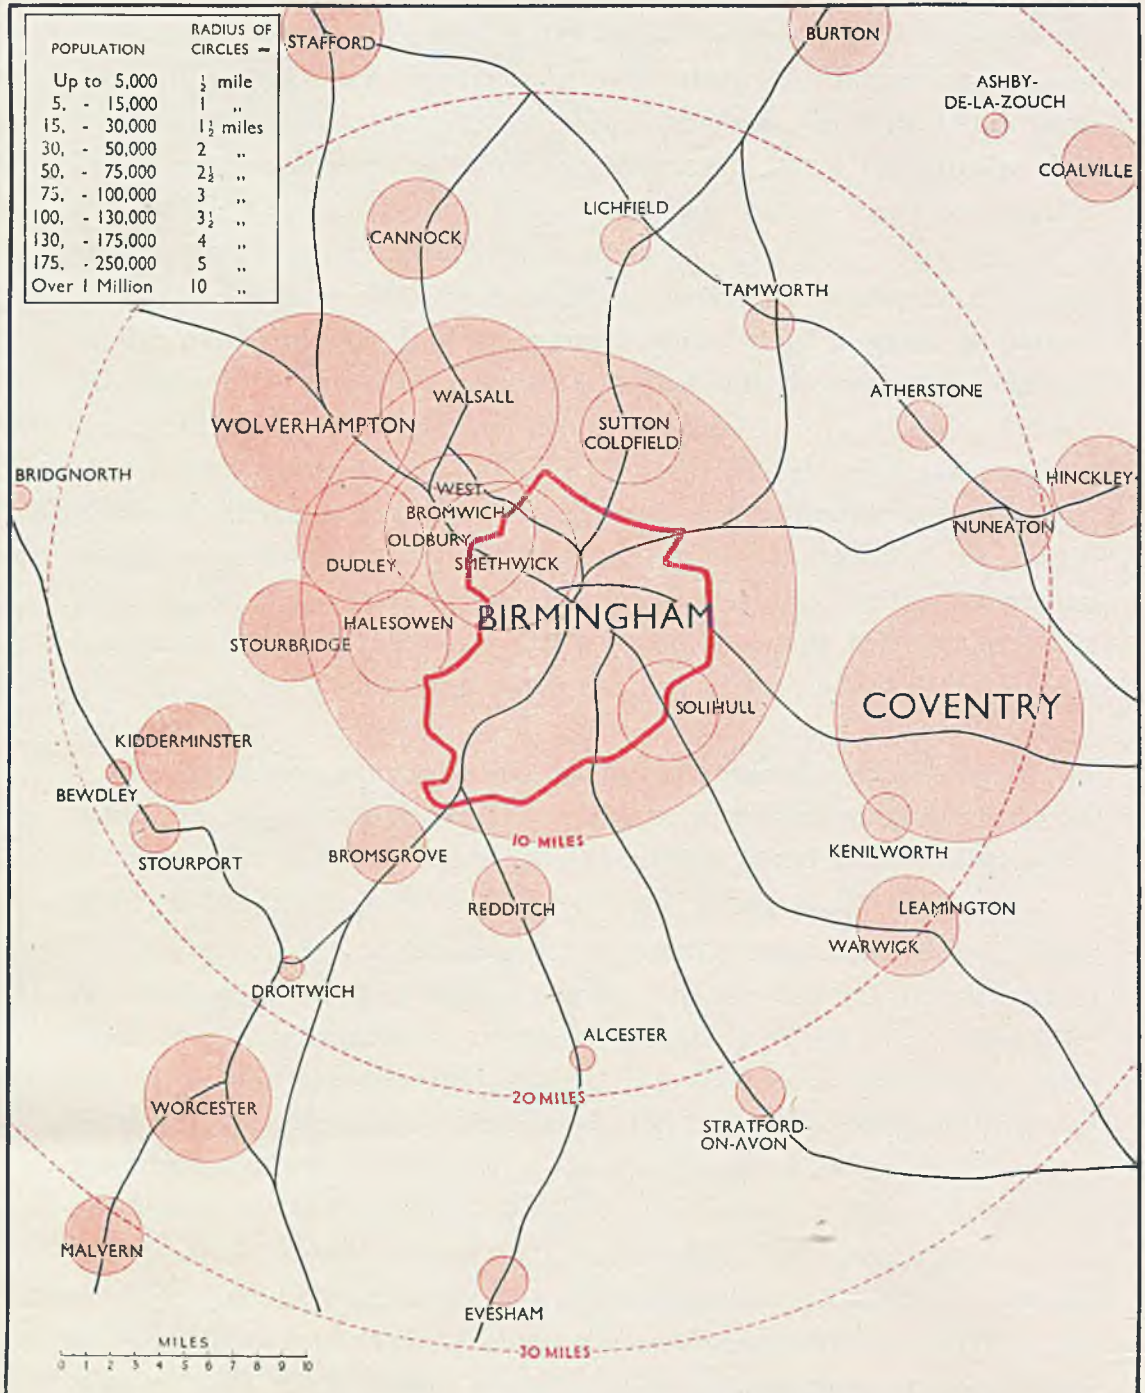 POPULATION
RADIUS OF
CIRCLES –
Up to 5,000 ½ mile
5, - 15,000 1 „
15, - 30,000 1½ miles
30, - 50,000 2 „
50, - 75,000 2½ „
75, - 100,000 3 „
100, - 130,000 3½ „
130, - 175,000 4 „
175, - 250,000 5 „
Over 1 Million 10 „
STAFFORD
BURTON
ASHBY-
DE-LA-ZOUCH
COALVILLE
LICHFIELD
CANNOCK
TAMWORTH
ATHERSTONE
WALSALL
WOLVERHAMPTON
SUTTON
COLDFIELD
BRIDGNORTH
HINCKLEY
WEST
BROMWICH
NUNEATON
OLDBURY
DUDLEY
SMETHWICK
BIRMINGHAM
HALESOWEN
STOURBRIDGE
SOLIHULL
COVENTRY
KIDDERMINSTER
BEWDLEY
STOURPORT
10 MILES
BROMSGROVE
KENILWORTH
REDDITCH
LEAMINGTON
WARWICK
DROITWICH
ALCESTER
20 MILES
WORCESTER
STRATFORD-
ON-AVON
MALVERN
EVESHAM
30 MILES
MILES
0 1 2 3 4 5 6 7 8 9 10